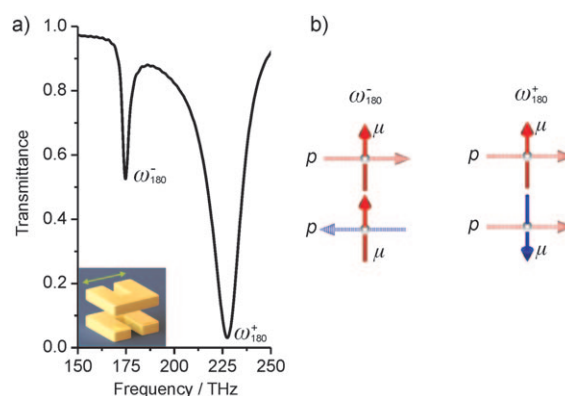 a)
1.0
0.8
0.6
0.4
0.2
0.0
Transmittance
ω⁻₁₈₀
ω⁺₁₈₀
150 175 200 225 250
Frequency / THz
b)
ω⁻₁₈₀ ω⁺₁₈₀
μ μ
p p
p p
μ μ